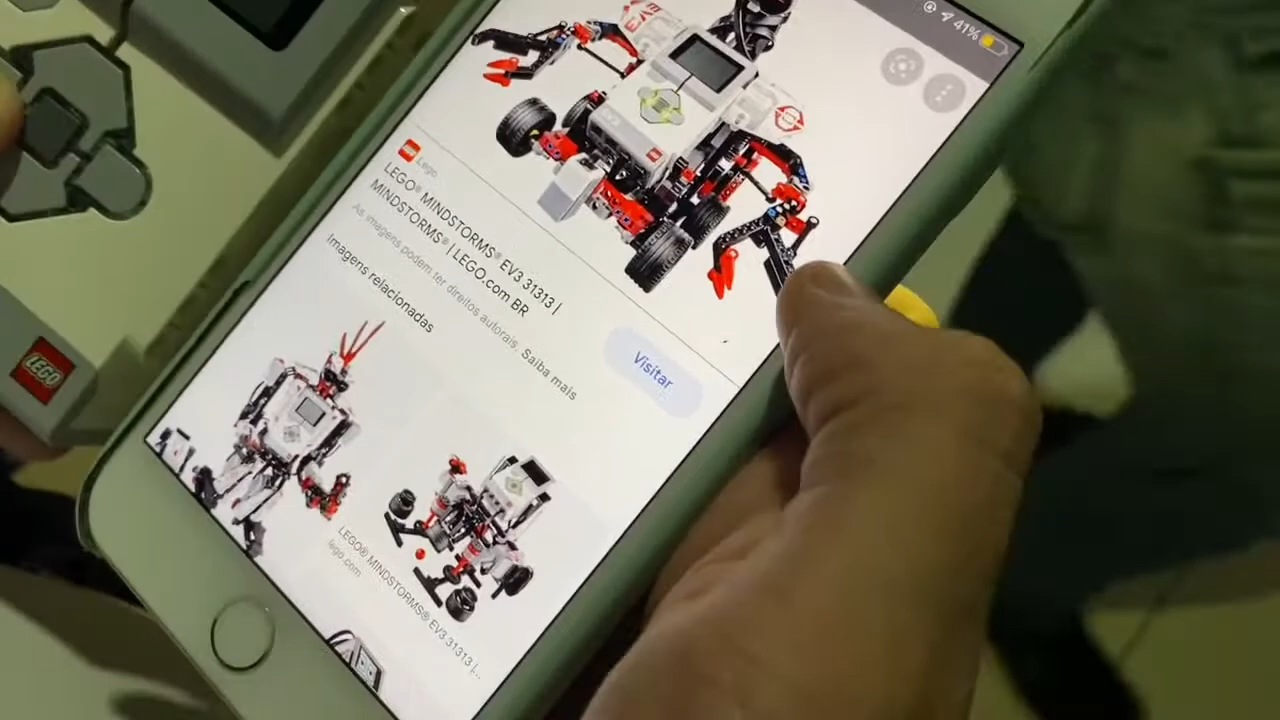 41%
EV3
Lego
LEGO® MINDSTORMS® EV3 31313 |
MINDSTORMS® | LEGO.com BR
As imagens podem ter direitos autorais. Saiba mais
Visitar
Imagens relacionadas
LEGO® MINDSTORMS® EV3 31313 |...
lego.com
LEGO